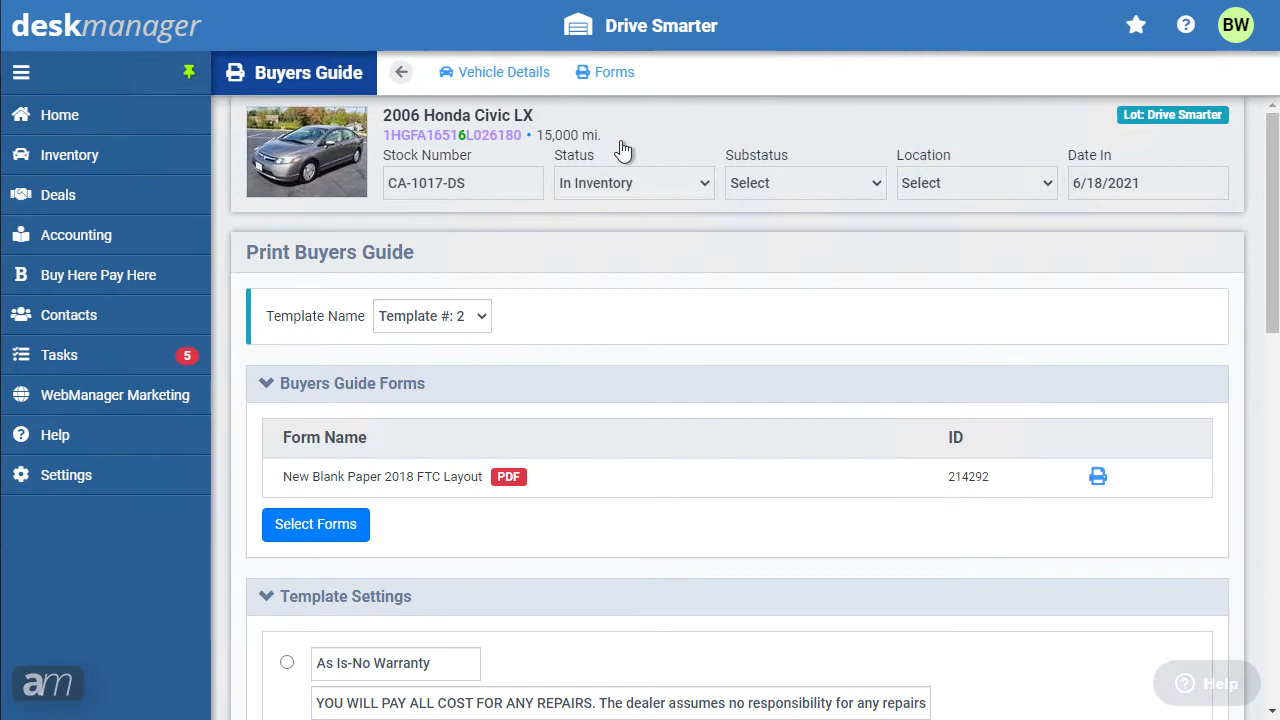 deskmanager
Drive Smarter
BW
Buyers Guide
Vehicle Details
Forms
Home
Inventory
Deals
Accounting
Buy Here Pay Here
Contacts
Tasks
5
WebManager Marketing
Help
Settings
am
2006 Honda Civic LX
Lot: Drive Smarter
1HGFA16516L026180 • 15,000 mi.
Stock Number
Status
Substatus
Location
Date In
CA-1017-DS
In Inventory
Select
Select
6/18/2021
Print Buyers Guide
Template Name
Template #: 2
Buyers Guide Forms
Form Name
ID
New Blank Paper 2018 FTC Layout PDF
214292
Select Forms
Template Settings
As Is-No Warranty
YOU WILL PAY ALL COST FOR ANY REPAIRS. The dealer assumes no responsibility for any repairs
Help